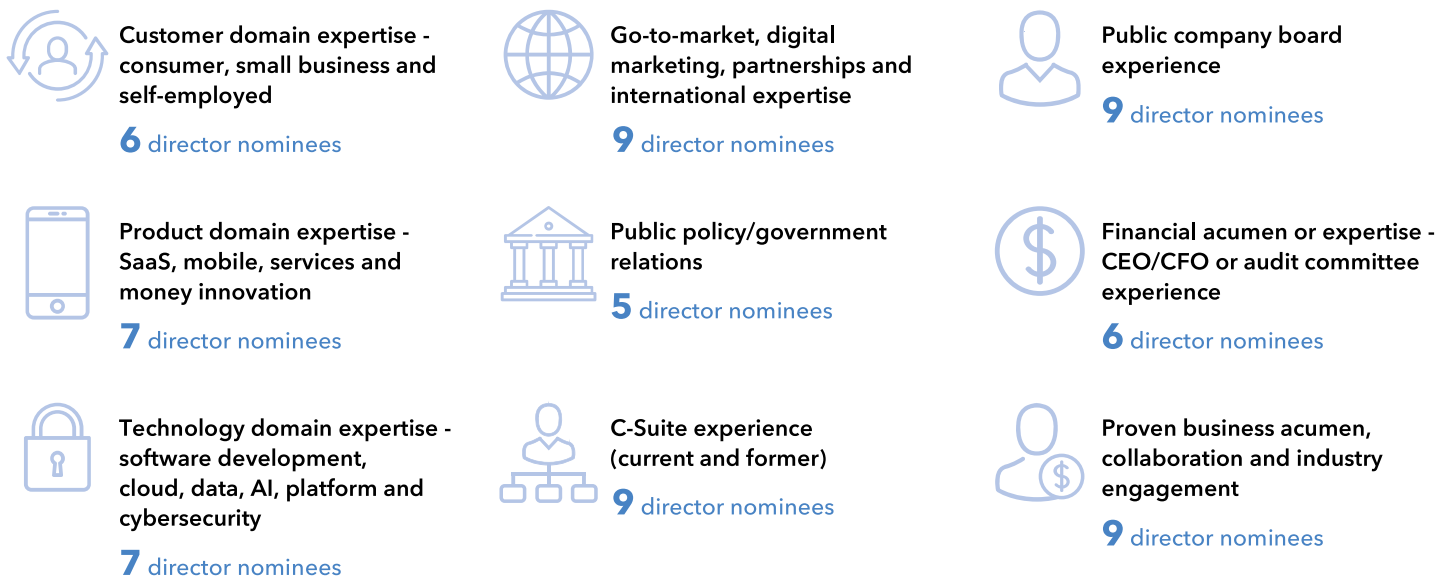 Customer domain expertise -
consumer, small business and
self-employed
6 director nominees
Go-to-market, digital
marketing, partnerships and
international expertise
9 director nominees
Public company board
experience
9 director nominees
Product domain expertise -
SaaS, mobile, services and
money innovation
7 director nominees
Public policy/government
relations
5 director nominees
Financial acumen or expertise -
CEO/CFO or audit committee
experience
6 director nominees
Technology domain expertise -
software development,
cloud, data, AI, platform and
cybersecurity
7 director nominees
C-Suite experience
(current and former)
9 director nominees
Proven business acumen,
collaboration and industry
engagement
9 director nominees